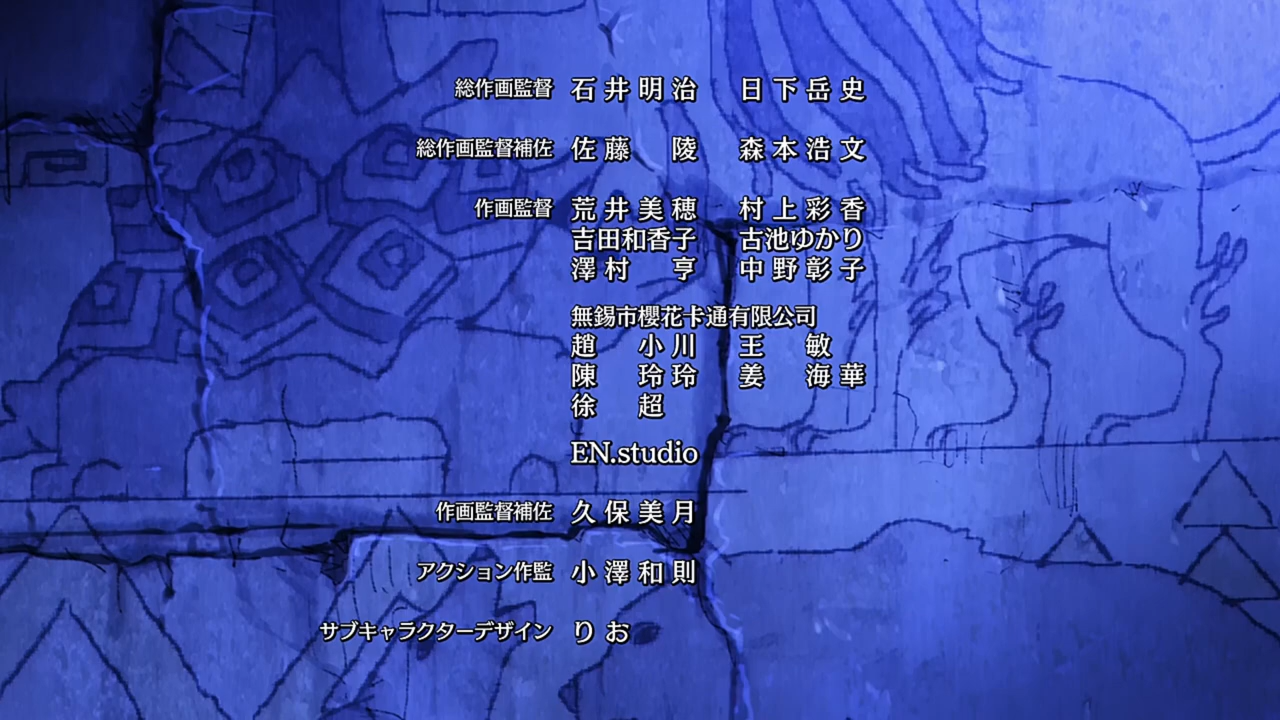 総作画監督 石井明治 日下岳史
総作画監督補佐 佐藤 陵 森本浩文
作画監督 荒井美穂 村上彩香
吉田和香子 古池ゆかり
澤村 亨 中野彰子
無錫市櫻花卡通有限公司
趙 小川 王 敏
陳 玲玲 姜 海華
徐 超
EN.studio
作画監督補佐 久保美月
アクション作監 小澤和則
サブキャラクターデザイン りお